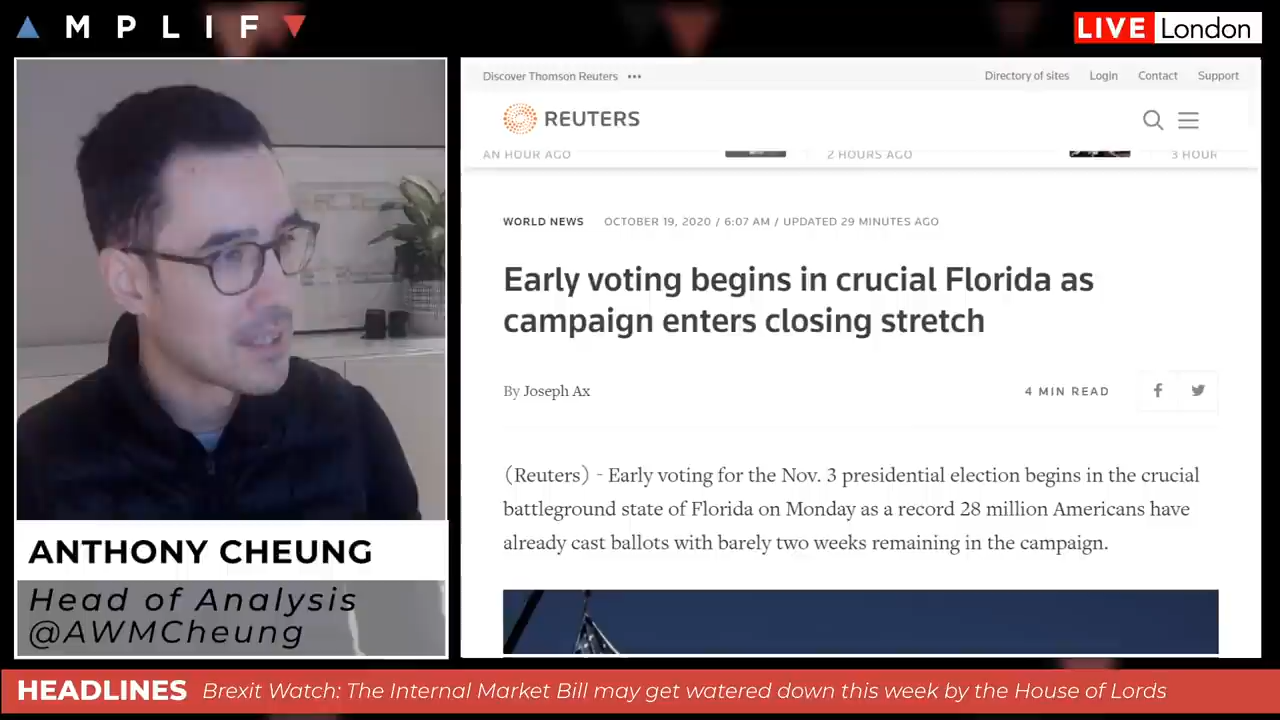 AMPLIFY
LIVE London
Discover Thomson Reuters •••
Directory of sites Login Contact Support
REUTERS
AN HOUR AGO 2 HOURS AGO 3 HOUR
WORLD NEWS OCTOBER 19, 2020 / 6:07 AM / UPDATED 29 MINUTES AGO
Early voting begins in crucial Florida as
campaign enters closing stretch
By Joseph Ax
4 MIN READ
(Reuters) - Early voting for the Nov. 3 presidential election begins in the crucial
battleground state of Florida on Monday as a record 28 million Americans have
already cast ballots with barely two weeks remaining in the campaign.
ANTHONY CHEUNG
Head of Analysis
@AWMCheung
HEADLINES Brexit Watch: The Internal Market Bill may get watered down this week by the House of Lords